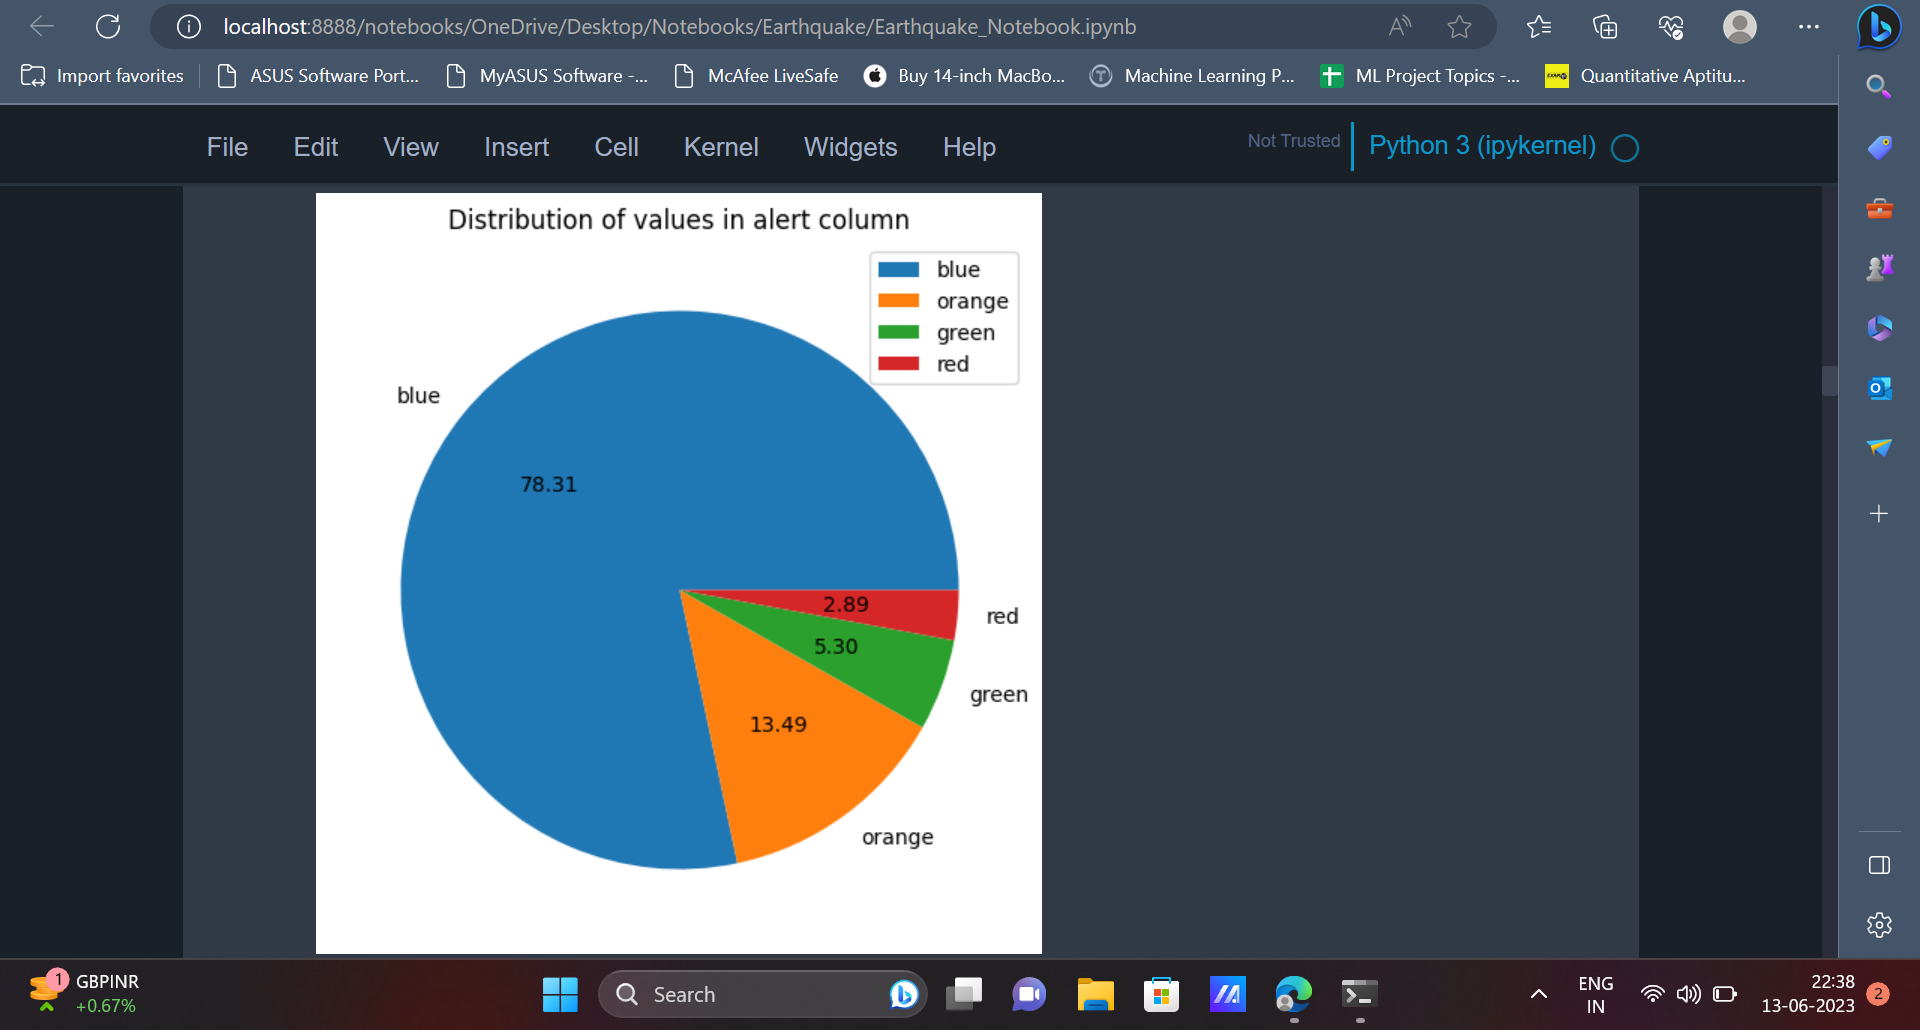 localhost:8888/notebooks/OneDrive/Desktop/Notebooks/Earthquake/Earthquake_Notebook.ipynb
Import favorites ASUS Software Port... MyASUS Software -... McAfee LiveSafe Buy 14-inch MacBo... Machine Learning P... ML Project Topics -... Quantitative Aptitu...
File Edit View Insert Cell Kernel Widgets Help Not Trusted Python 3 (ipykernel)
Distribution of values in alert column
blue
orange
green
red
blue
78.31
2.89
red
5.30
green
13.49
orange
1 GBPINR
+0.67%
Search
ENG
IN
22:38
13-06-2023
2